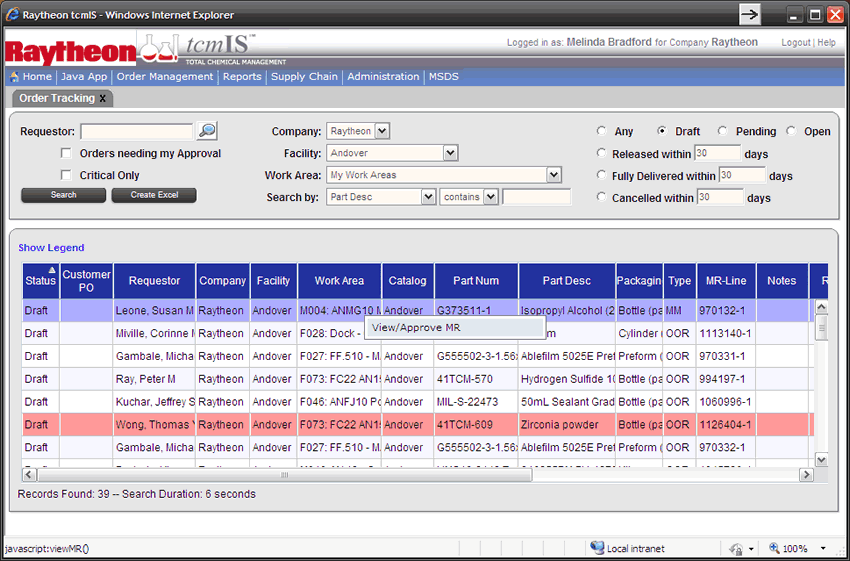 Raytheon tcmIS - Windows Internet Explorer
Raytheon tcmIS™ TOTAL CHEMICAL MANAGEMENT
Logged in as: Melinda Bradford for Company Raytheon Logout | Help
Home | Java App | Order Management | Reports | Supply Chain | Administration | MSDS
Order Tracking X
Requestor: Company: Raytheon Any Draft Pending Open
Orders needing my Approval Facility: Andover Released within 30 days
Critical Only Work Area: My Work Areas Fully Delivered within 30 days
Search Create Excel Search by: Part Desc contains Cancelled within 30 days
Show Legend
Status Customer PO Requestor Company Facility Work Area Catalog Part Num Part Desc Packagin Type MR-Line Notes R
Draft Leone, Susan M Raytheon Andover M004: ANMG10 M Andover G373511-1 Isopropyl Alcohol (2 Bottle (pa MM 970132-1
View/Approve MR
Draft Miville, Corinne M Raytheon Andover F028: Dock - Cylinder ( OOR 1113140-1
Draft Gambale, Micha Raytheon Andover F027: FF.510 - M Andover G555502-3-1.56 Ablefilm 5025E Pref Preform ( OOR 970331-1
Draft Ray, Peter M Raytheon Andover F073: FC22 AN15 Andover 41TCM-570 Hydrogen Sulfide 10 Bottle (pa OOR 994197-1
Draft Kuchar, Jeffrey S Raytheon Andover F046: ANFJ10 Po Andover MIL-S-22473 50mL Sealant Grad Bottle (pa OOR 1060996-1
Draft Wong, Thomas Y Raytheon Andover F073: FC22 AN15 Andover 41TCM-609 Zirconia powder Bottle (pa OOR 1126404-1
Draft Gambale, Micha Raytheon Andover F027: FF.510 - M Andover G555502-3-1.56 Ablefilm 5025E Pref Preform ( OOR 970332-1
Records Found: 39 -- Search Duration: 6 seconds
javascript:viewMR() Local intranet 100%